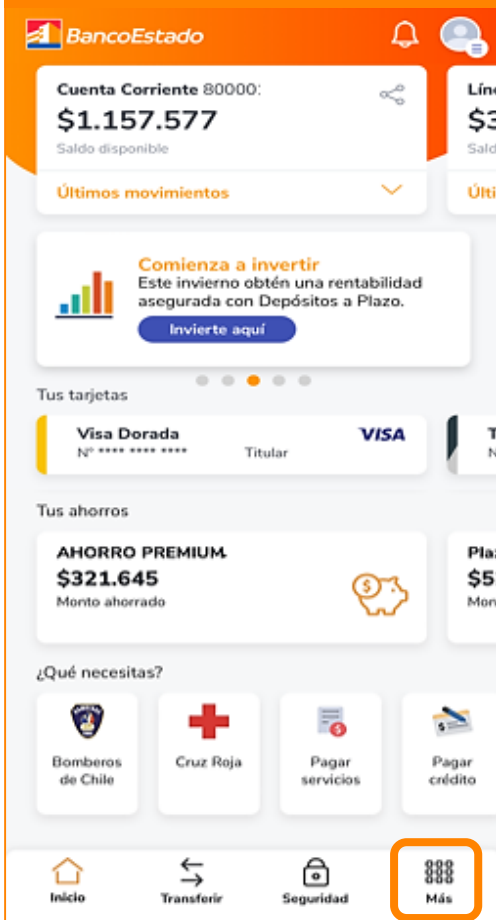 BancoEstado
Cuenta Corriente 80000:
$1.157.577
Saldo disponible
Últimos movimientos
Comienza a invertir
Este invierno obtén una rentabilidad
asegurada con Depósitos a Plazo.
Invierte aquí
Tus tarjetas
Visa Dorada
VISA
Nº **** **** ****
Titular
Tus ahorros
AHORRO PREMIUM
$321.645
Monto ahorrado
¿Qué necesitas?
Bomberos
de Chile
Cruz Roja
Pagar
servicios
Pagar
crédito
Inicio
Transferir
Seguridad
Más